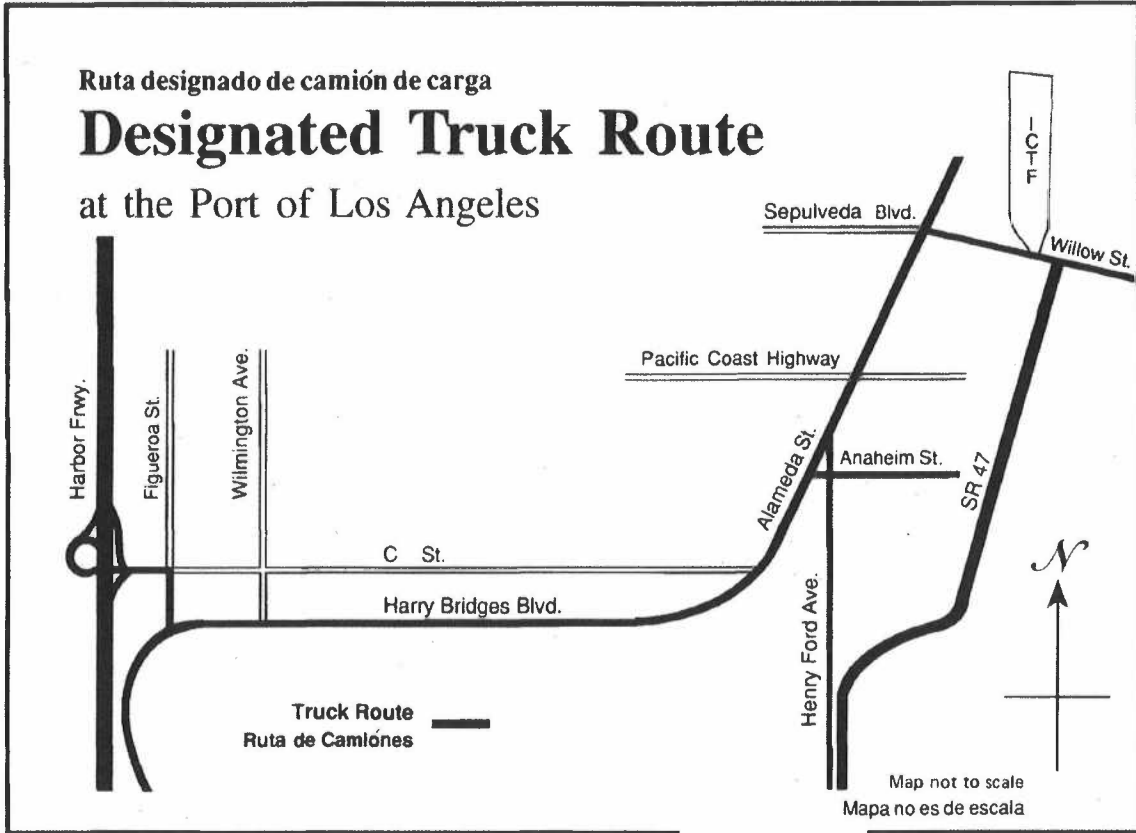 Ruta designado de camión de carga
Designated Truck Route
at the Port of Los Angeles
ICTF
Sepulveda Blvd.
Willow St.
Pacific Coast Highway
Harbor Frwy.
Figueroa St.
Wilmington Ave.
Alameda St.
Anaheim St.
SR 47
C St.
Harry Bridges Blvd.
Henry Ford Ave.
N
Truck Route
Ruta de Camiónes
Map not to scale
Mapa no es de escala